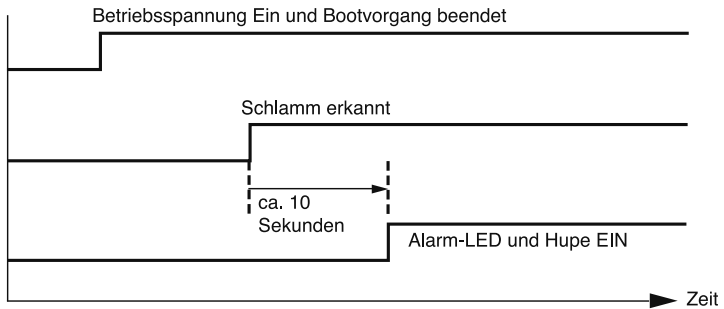 Betriebsspannung Ein und Bootvorgang beendet
Schlamm erkannt
ca. 10
Sekunden
Alarm-LED und Hupe EIN
Zeit